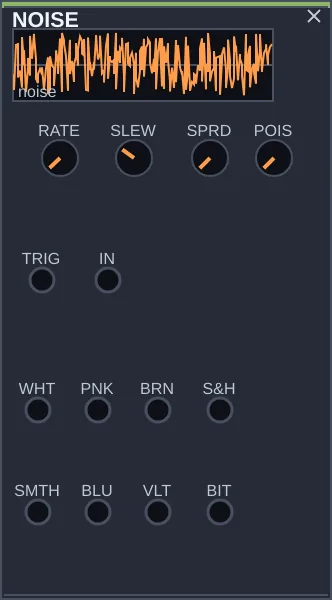 NOISE
noise
RATE SLEW SPRD POIS
TRIG IN
WHT PNK BRN S&H
SMTH BLU VLT BIT